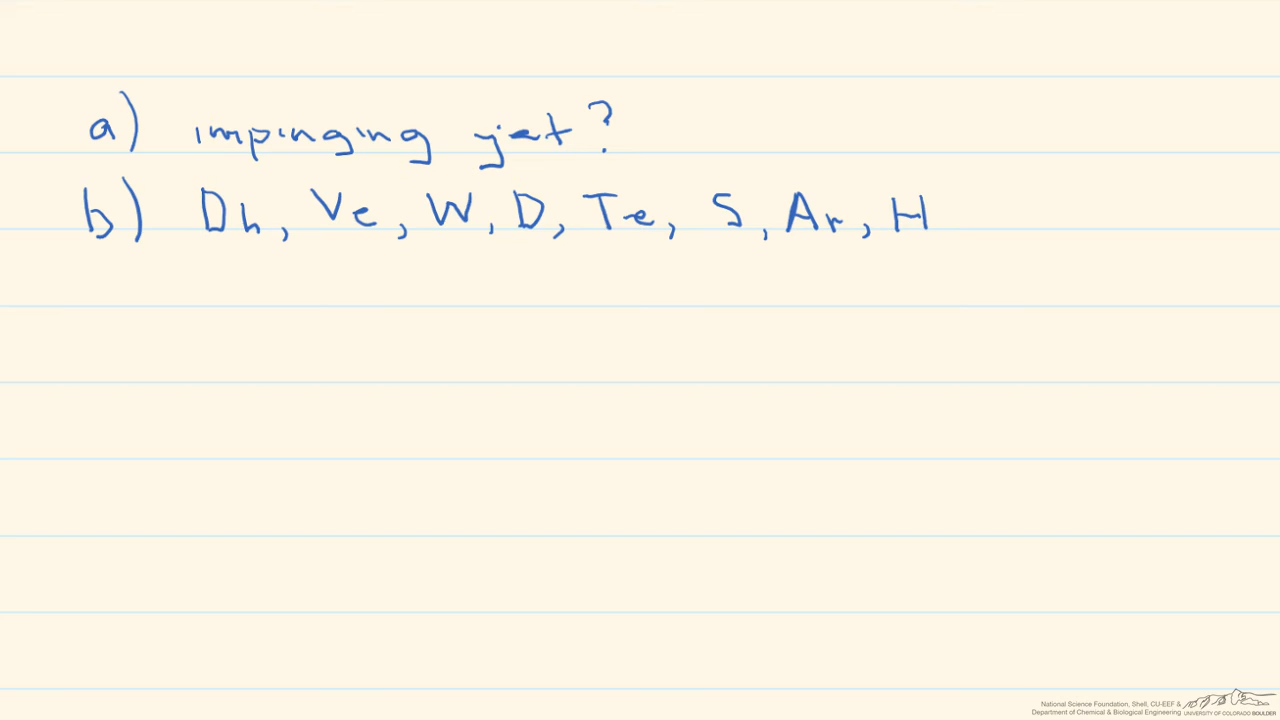 a) impinging jet?
b) Dh, Ve, W, D, Te, S, Ar, H
National Science Foundation, Shell, CU-EEF &
Department of Chemical & Biological Engineering UNIVERSITY OF COLORADO BOULDER